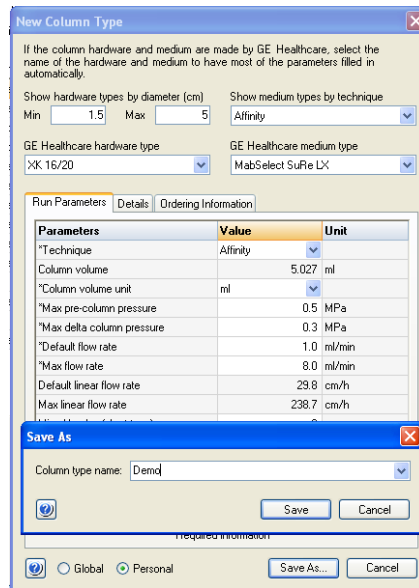 New Column Type
If the column hardware and medium are made by GE Healthcare, select the
name of the hardware and medium to have most of the parameters filled in
automatically.
Show hardware types by diameter (cm)
Show medium types by technique
Min 1.5 Max 5
Affinity
GE Healthcare hardware type
GE Healthcare medium type
XK 16/20
MabSelect SuRe LX
Run Parameters Details Ordering Information
Parameters Value Unit
*Technique Affinity
Column volume 5.027 ml
*Column volume unit ml
*Max pre-column pressure 0.5 MPa
*Max delta column pressure 0.3 MPa
*Default flow rate 1.0 ml/min
*Max flow rate 8.0 ml/min
Default linear flow rate 29.8 cm/h
Max linear flow rate 238.7 cm/h
Save As
Column type name: Demo
Save Cancel
Required information
Global Personal Save As... Cancel